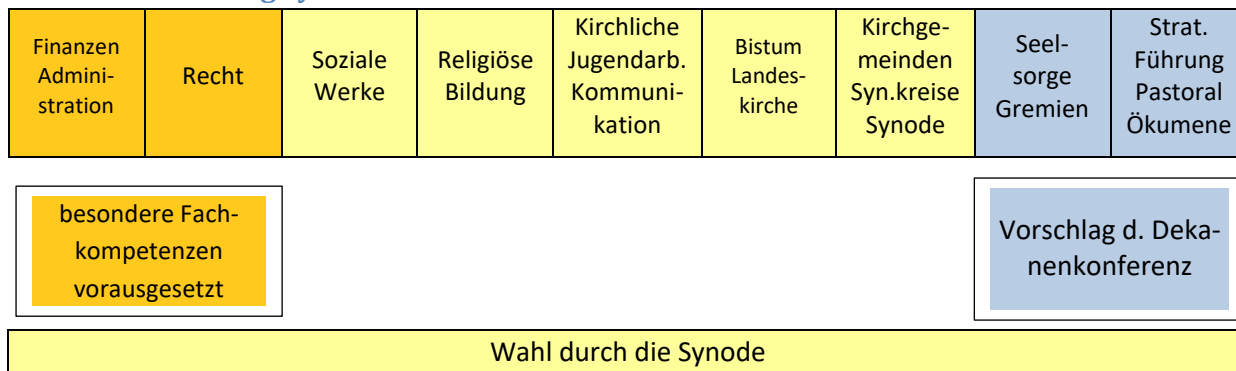 Finanzen
Admini-
stration
Recht
Soziale
Werke
Religiöse
Bildung
Kirchliche
Jugendarb.
Kommuni-
kation
Bistum
Landes-
kirche
Kirchge-
meinden
Syn.kreise
Synode
Seel-
sorge
Gremien
Strat.
Führung
Pastoral
Ökumene
besondere Fach-
kompetenzen
vorausgesetzt
Vorschlag d. Deka-
nenkonferenz
Wahl durch die Synode